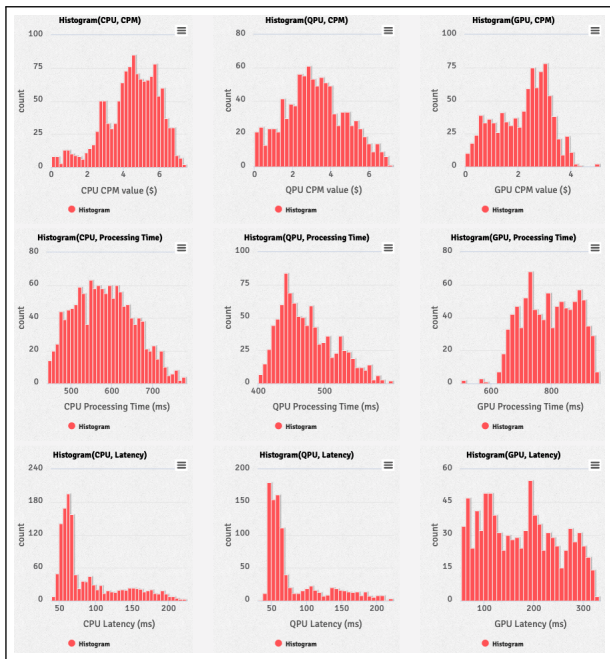 Histogram(CPU, CPM)
100
75
50
25
0
count
0 2 4 6
CPU CPM value ($)
Histogram
Histogram(QPU, CPM)
80
60
40
20
0
count
0 2 4 6
QPU CPM value ($)
Histogram
Histogram(GPU, CPM)
100
75
50
25
0
count
0 2 4
GPU CPM value ($)
Histogram
Histogram(CPU, Processing Time)
80
60
40
20
0
count
500 600 700
CPU Processing Time (ms)
Histogram
Histogram(QPU, Processing Time)
100
75
50
25
0
count
400 500
QPU Processing Time (ms)
Histogram
Histogram(GPU, Processing Time)
80
60
40
20
0
count
600 800
GPU Processing Time (ms)
Histogram
Histogram(CPU, Latency)
240
180
120
60
0
count
50 100 150 200
CPU Latency (ms)
Histogram
Histogram(QPU, Latency)
200
150
100
50
0
count
50 100 150 200
QPU Latency (ms)
Histogram
Histogram(GPU, Latency)
60
45
30
15
0
count
100 200 300
GPU Latency (ms)
Histogram